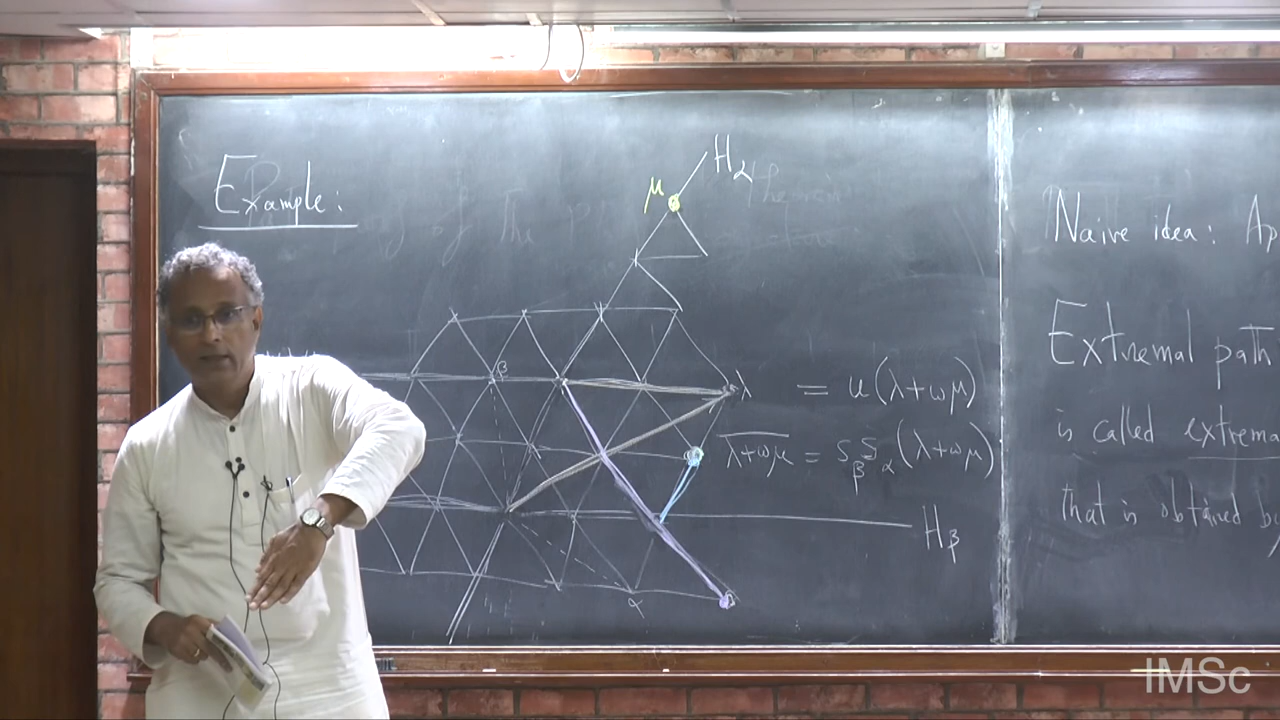 Example:
H_α
μ
β
λ = u(λ+ωμ)
\overline{λ+ωμ} = s_β s_α (λ+ωμ)
H_β
α
Naive idea: Ap
Extremal path
is called extrema
that is obtained b
IMSc